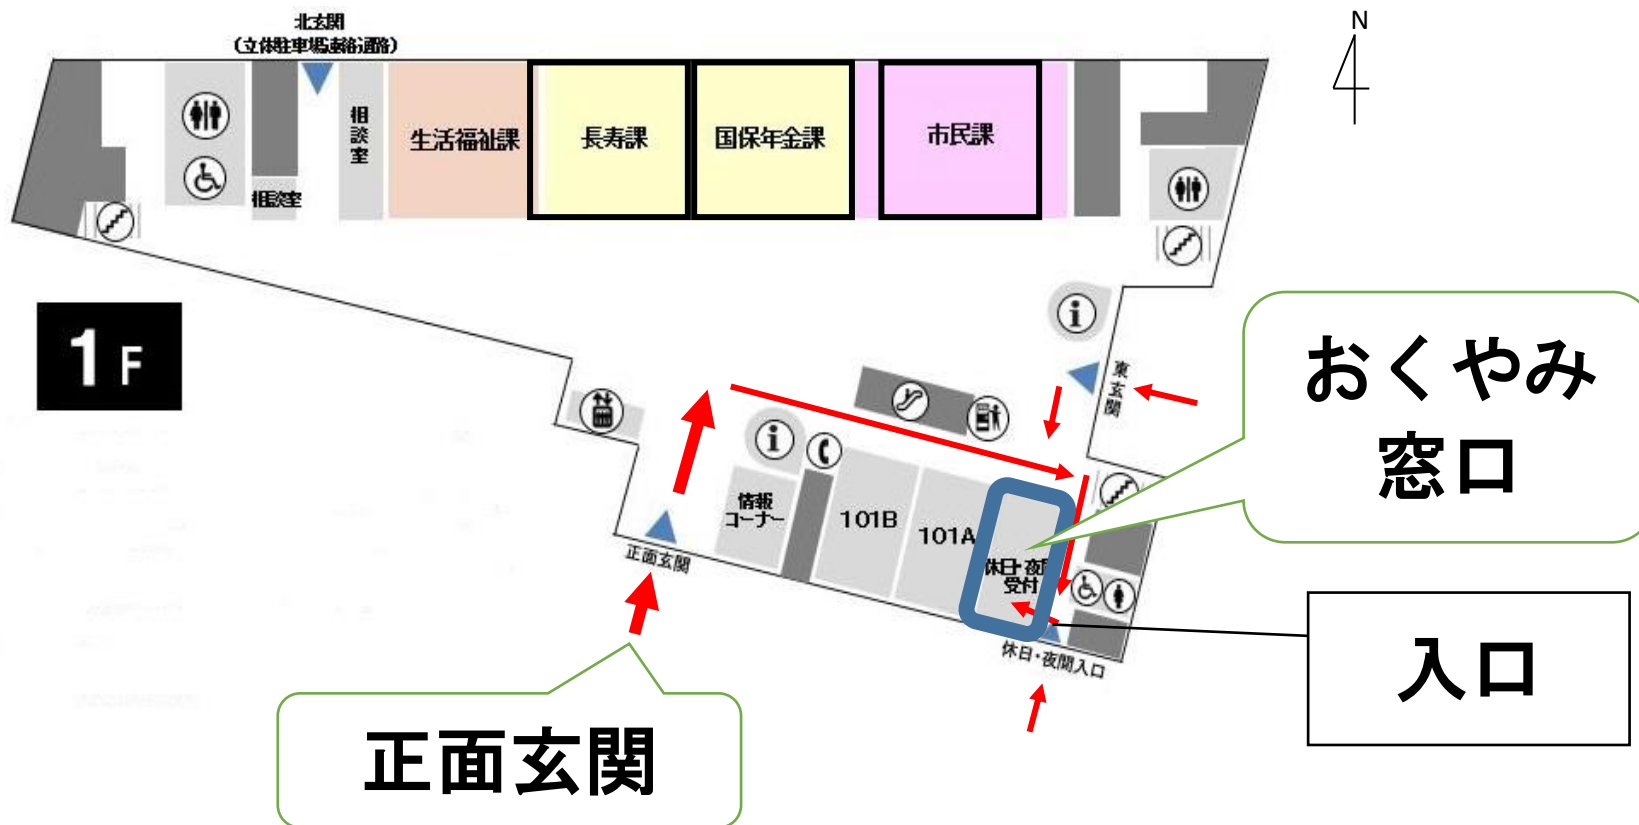 北玄関
（立体駐車場連絡通路）
N
相談室
生活福祉課
長寿課
国保年金課
市民課
相談室
1F
東玄関
おくやみ
窓口
情報
コーナー
101B
101A
休日・夜間
受付
正面玄関
休日・夜間入口
入口
正面玄関